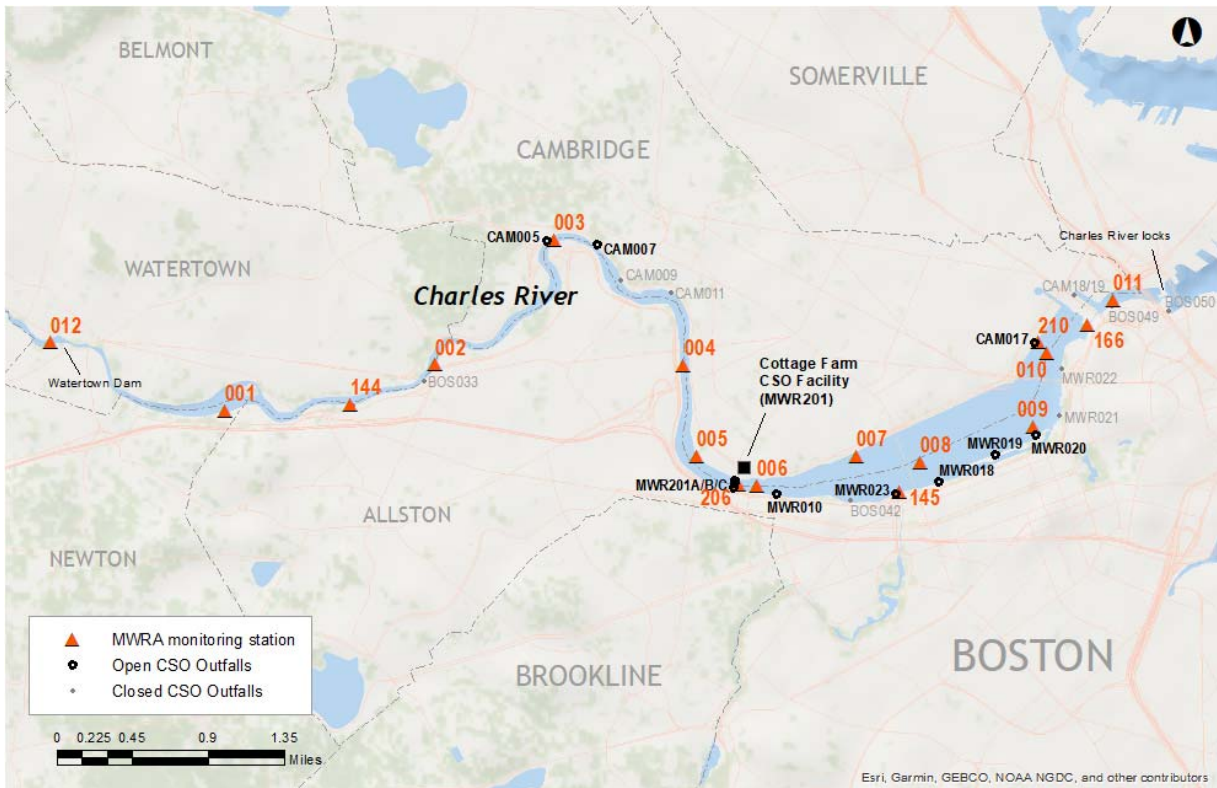 BELMONT
SOMERVILLE
CAMBRIDGE
003
CAM005
CAM007
Charles River locks
WATERTOWN
CAM009
CAM011
Charles River
CAM18/19
011
BOS050
BOS049
012
210
CAM017
166
002
004
010
Watertown Dam
Cottage Farm
CSO Facility
(MWR201)
MWR022
BOS033
144
001
MWR021
009
005
007
008
MWR019
MWR020
006
MWR018
MWR201A/B/C
MWR023
206
MWR010
145
BOS042
ALLSTON
NEWTON
BROOKLINE
BOSTON
MWRA monitoring station
Open CSO Outfalls
Closed CSO Outfalls
0 0.225 0.45 0.9 1.35
Miles
Esri, Garmin, GEBCO, NOAA NGDC, and other contributors